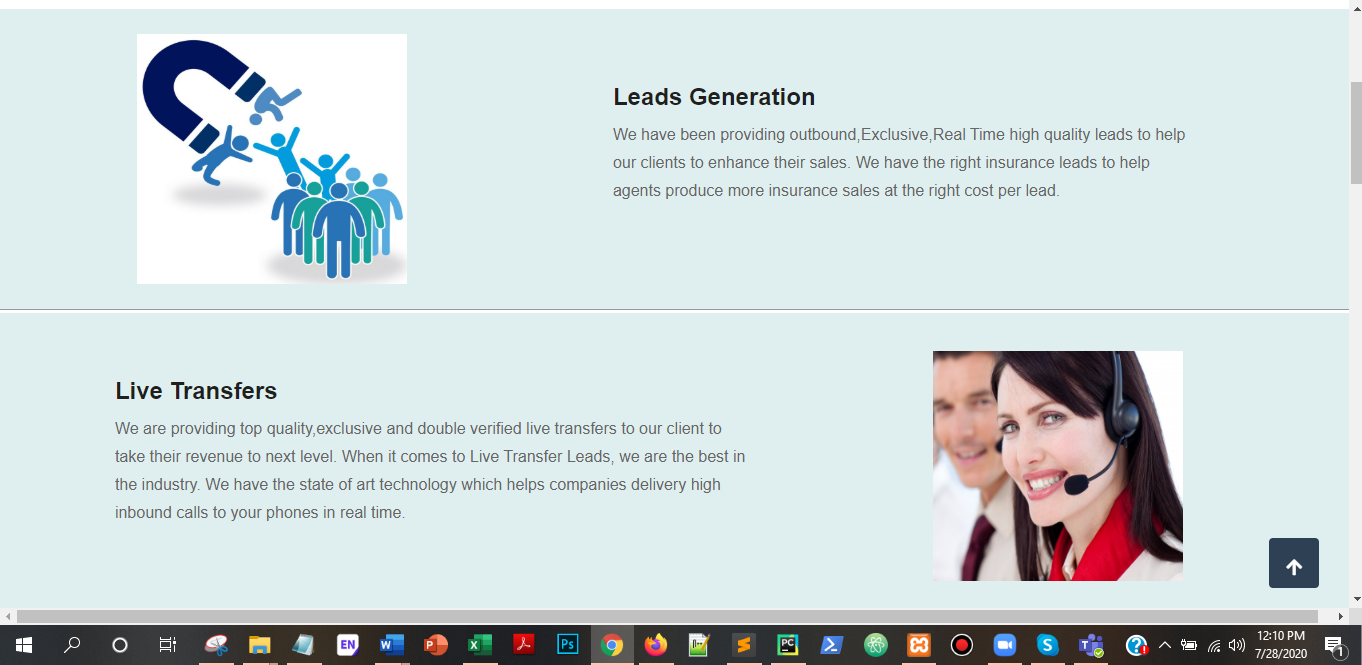 Leads Generation
We have been providing outbound,Exclusive,Real Time high quality leads to help
our clients to enhance their sales. We have the right insurance leads to help
agents produce more insurance sales at the right cost per lead.
Live Transfers
We are providing top quality,exclusive and double verified live transfers to our client to
take their revenue to next level. When it comes to Live Transfer Leads, we are the best in
the industry. We have the state of art technology which helps companies delivery high
inbound calls to your phones in real time.
EN
W
P
X
Ps
PC
S
T
?
12:10 PM
7/28/2020
1